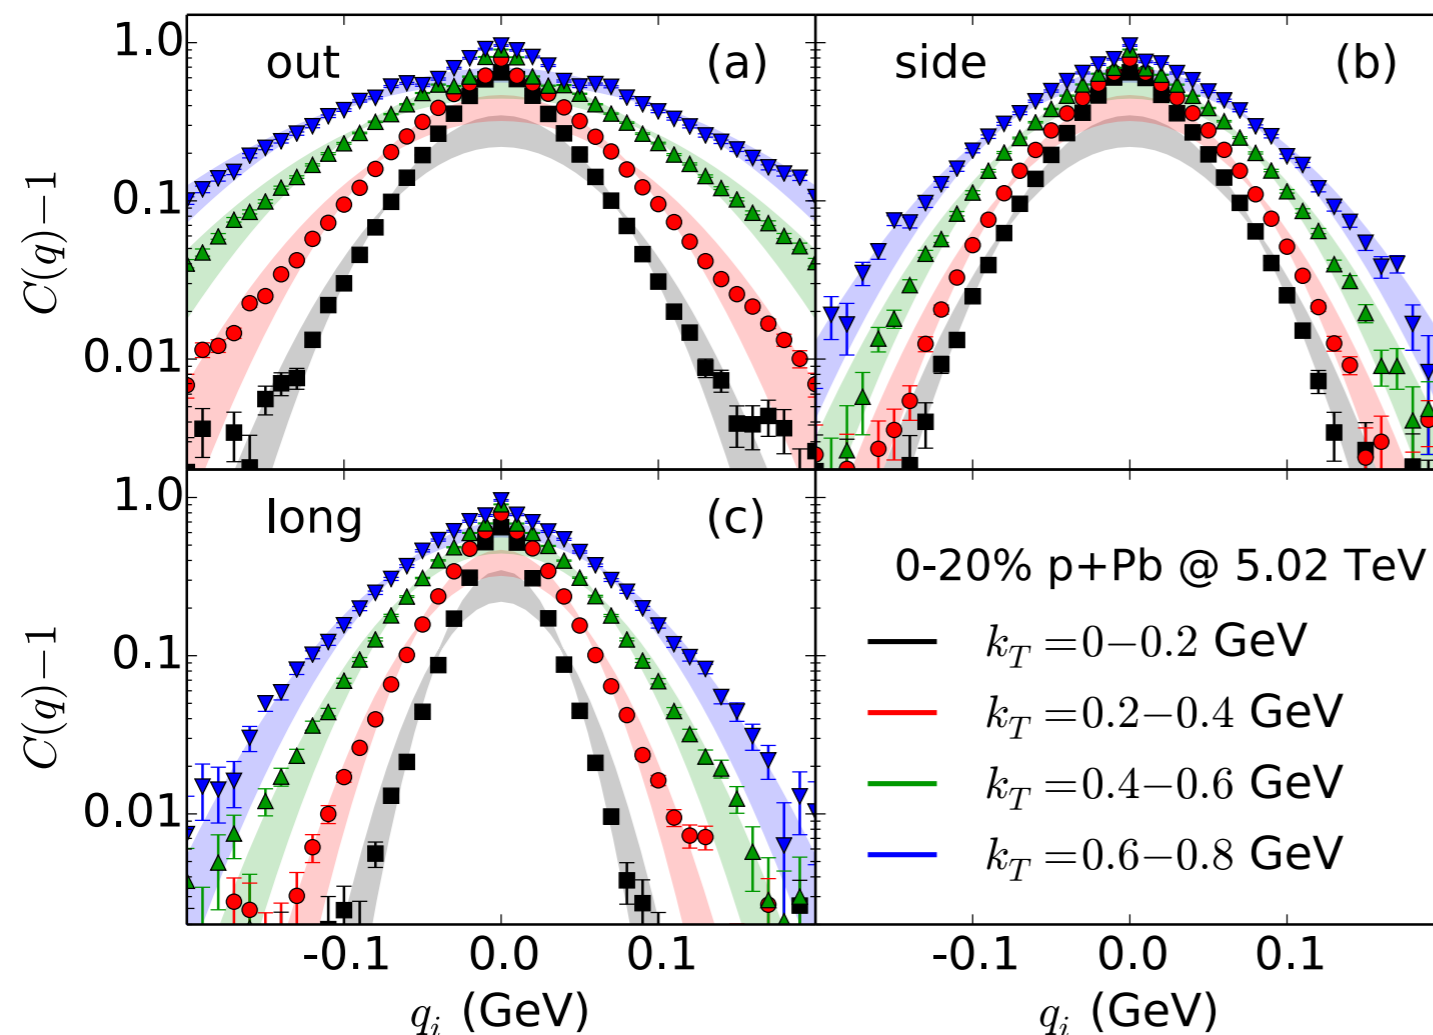 1.0
0.1
0.01
C(q)−1
out
(a)
side
(b)
1.0
0.1
0.01
C(q)−1
long
(c)
0-20% p+Pb @ 5.02 TeV
k_T = 0−0.2 GeV
k_T = 0.2−0.4 GeV
k_T = 0.4−0.6 GeV
k_T = 0.6−0.8 GeV
-0.1 0.0 0.1
q_i (GeV)
-0.1 0.0 0.1
q_i (GeV)